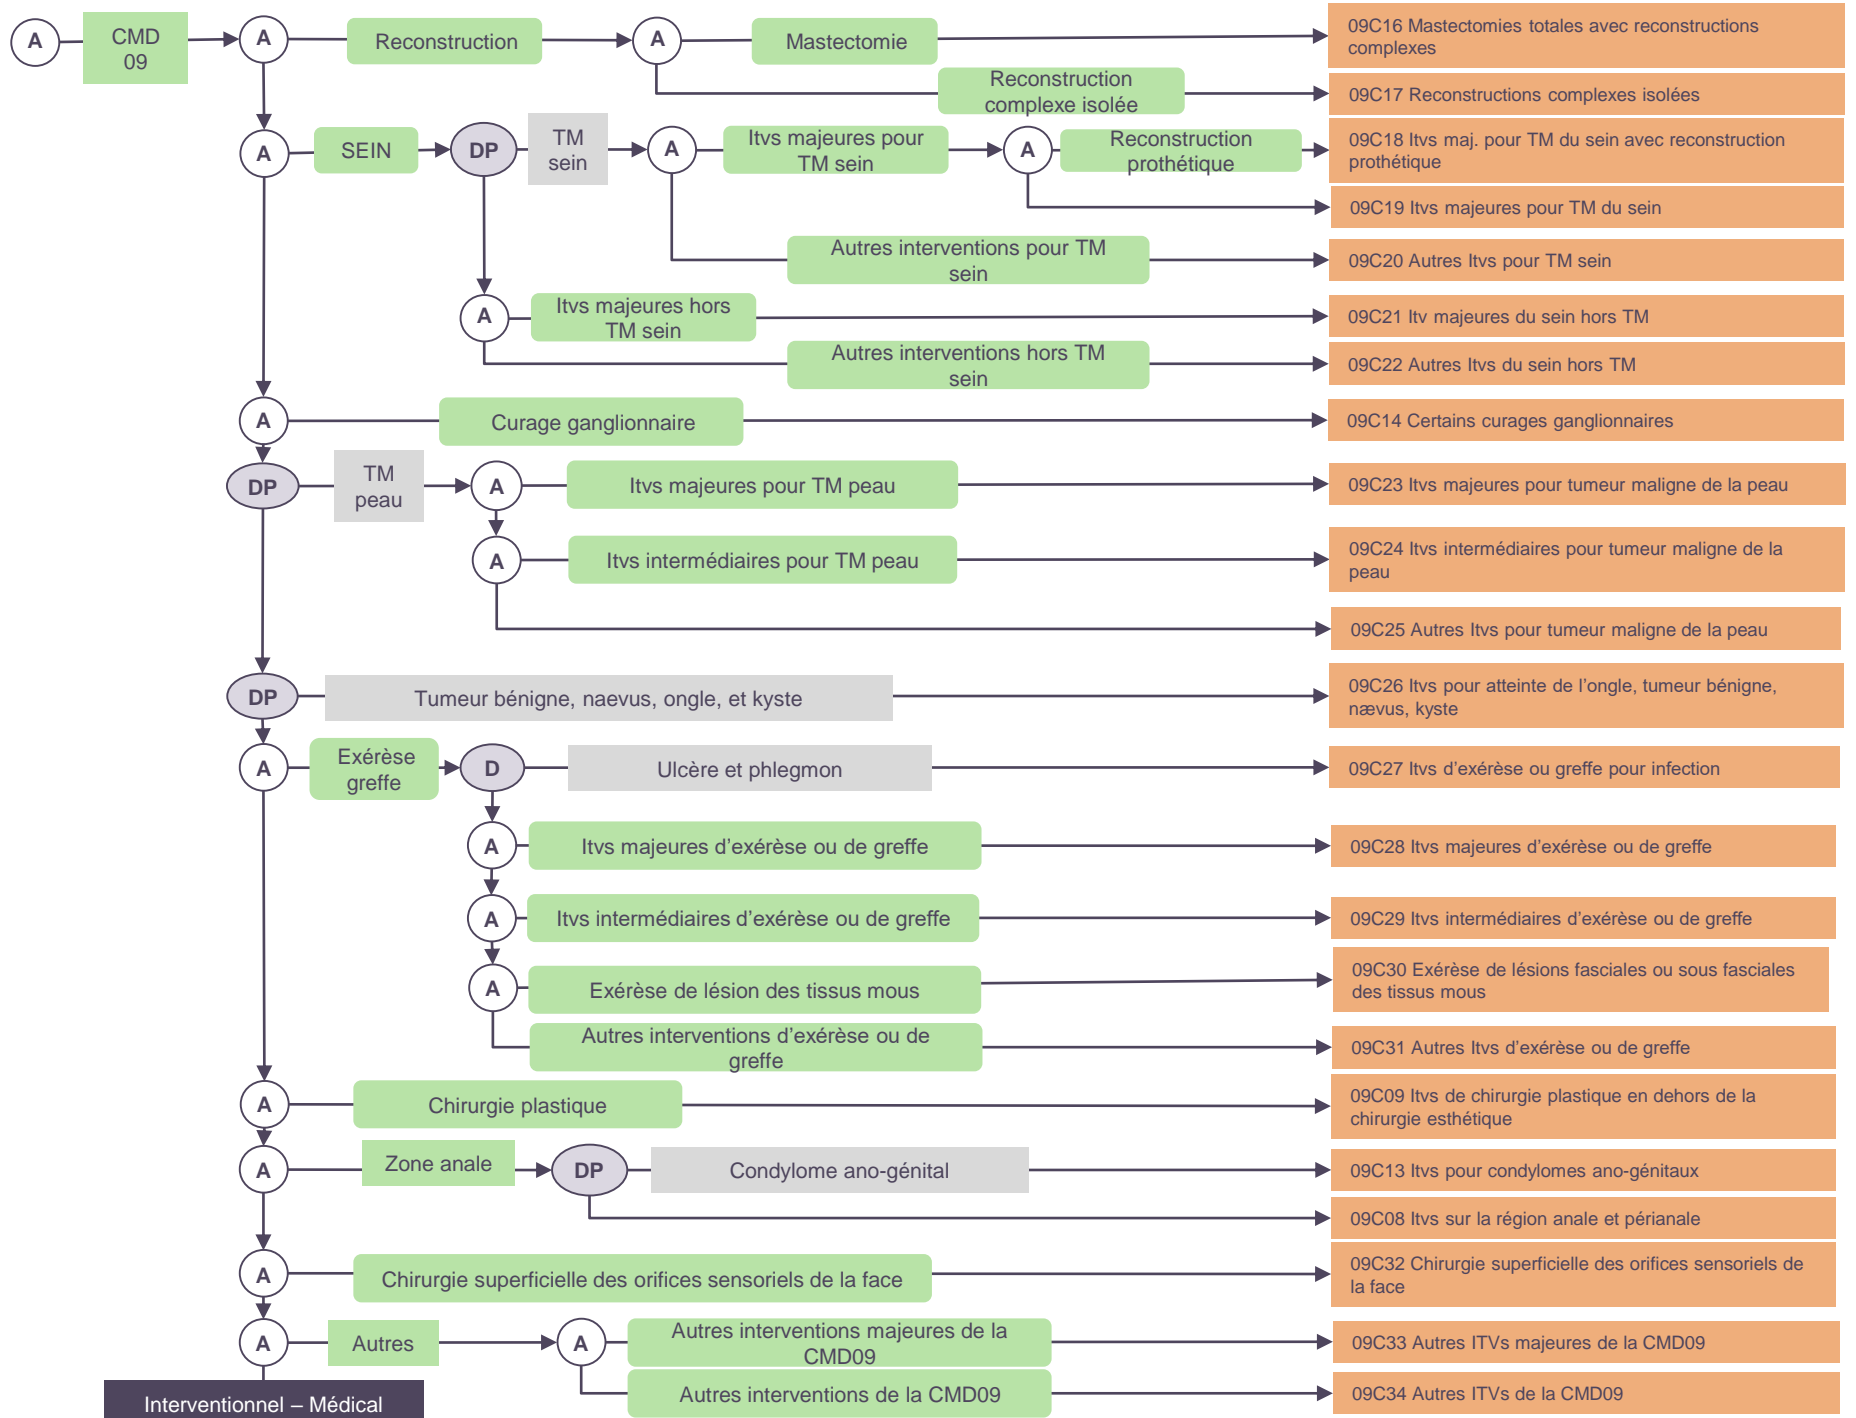 A
CMD
09
A
Reconstruction
A
Mastectomie
09C16 Mastectomies totales avec reconstructions
complexes
Reconstruction
complexe isolée
09C17 Reconstructions complexes isolées
A
SEIN
DP
TM
sein
A
Itvs majeures pour
TM sein
A
Reconstruction
prothétique
09C18 Itvs maj. pour TM du sein avec reconstruction
prothétique
09C19 Itvs majeures pour TM du sein
Autres interventions pour TM
sein
09C20 Autres Itvs pour TM sein
A
Itvs majeures hors
TM sein
09C21 Itv majeures du sein hors TM
Autres interventions hors TM
sein
09C22 Autres Itvs du sein hors TM
A
Curage ganglionnaire
09C14 Certains curages ganglionnaires
DP
TM
peau
A
Itvs majeures pour TM peau
09C23 Itvs majeures pour tumeur maligne de la peau
A
Itvs intermédiaires pour TM peau
09C24 Itvs intermédiaires pour tumeur maligne de la
peau
09C25 Autres Itvs pour tumeur maligne de la peau
DP
Tumeur bénigne, naevus, ongle, et kyste
09C26 Itvs pour atteinte de l’ongle, tumeur bénigne,
nævus, kyste
A
Exérèse
greffe
D
Ulcère et phlegmon
09C27 Itvs d’exérèse ou greffe pour infection
A
Itvs majeures d’exérèse ou de greffe
09C28 Itvs majeures d’exérèse ou de greffe
A
Itvs intermédiaires d’exérèse ou de greffe
09C29 Itvs intermédiaires d’exérèse ou de greffe
A
Exérèse de lésion des tissus mous
09C30 Exérèse de lésions fasciales ou sous fasciales
des tissus mous
Autres interventions d’exérèse ou de
greffe
09C31 Autres Itvs d’exérèse ou de greffe
A
Chirurgie plastique
09C09 Itvs de chirurgie plastique en dehors de la
chirurgie esthétique
A
Zone anale
DP
Condylome ano-génital
09C13 Itvs pour condylomes ano-génitaux
09C08 Itvs sur la région anale et périanale
A
Chirurgie superficielle des orifices sensoriels de la face
09C32 Chirurgie superficielle des orifices sensoriels de
la face
A
Autres
A
Autres interventions majeures de la
CMD09
09C33 Autres ITVs majeures de la CMD09
Autres interventions de la CMD09
09C34 Autres ITVs de la CMD09
Interventionnel – Médical